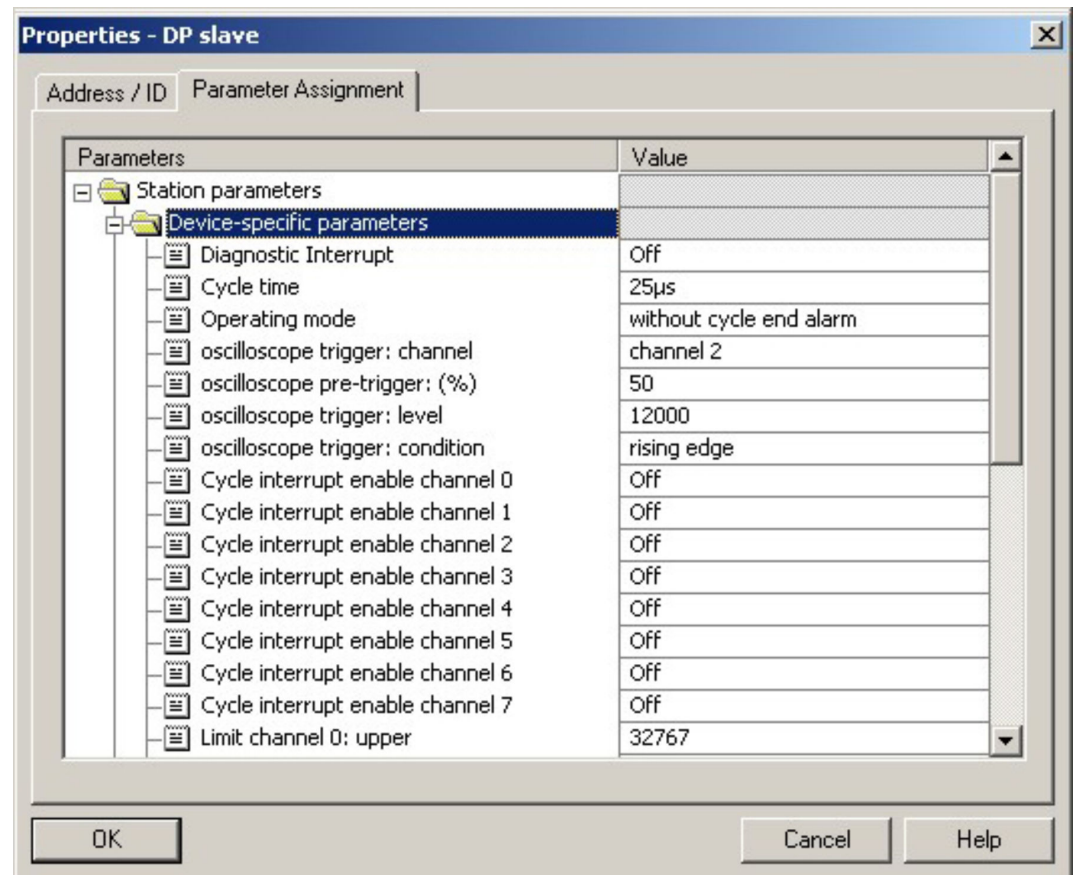 Properties - DP slave
Address / ID Parameter Assignment
Parameters Value
Station parameters
Device-specific parameters
Diagnostic Interrupt Off
Cycle time 25µs
Operating mode without cycle end alarm
oscilloscope trigger: channel channel 2
oscilloscope pre-trigger: (%) 50
oscilloscope trigger: level 12000
oscilloscope trigger: condition rising edge
Cycle interrupt enable channel 0 Off
Cycle interrupt enable channel 1 Off
Cycle interrupt enable channel 2 Off
Cycle interrupt enable channel 3 Off
Cycle interrupt enable channel 4 Off
Cycle interrupt enable channel 5 Off
Cycle interrupt enable channel 6 Off
Cycle interrupt enable channel 7 Off
Limit channel 0: upper 32767
OK Cancel Help